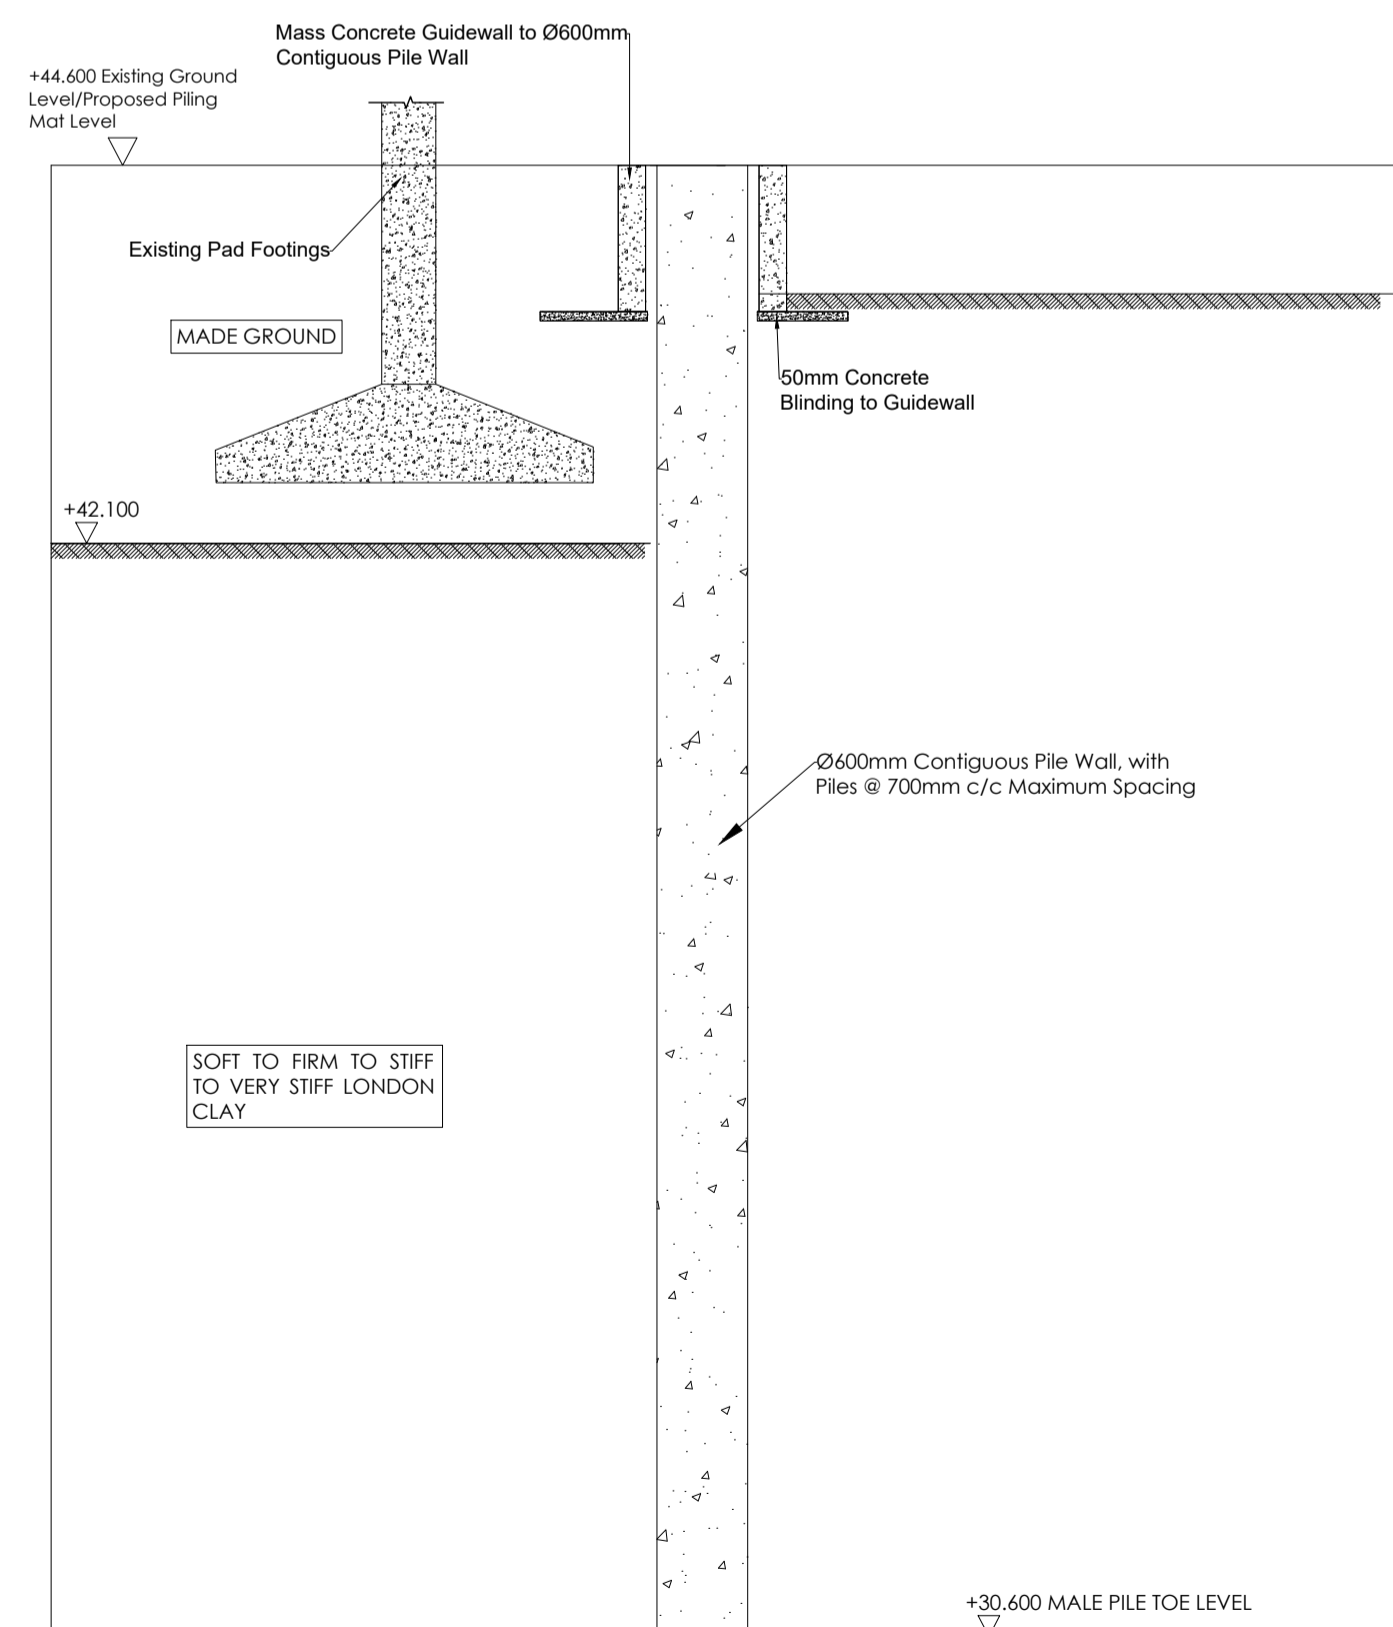 Mass Concrete Guidewall to Ø600mm
Contiguous Pile Wall
+44.600 Existing Ground
Level/Proposed Piling
Mat Level
Existing Pad Footings
MADE GROUND
50mm Concrete
Blinding to Guidewall
+42.100
Ø600mm Contiguous Pile Wall, with
Piles @ 700mm c/c Maximum Spacing
SOFT TO FIRM TO STIFF
TO VERY STIFF LONDON
CLAY
+30.600 MALE PILE TOE LEVEL